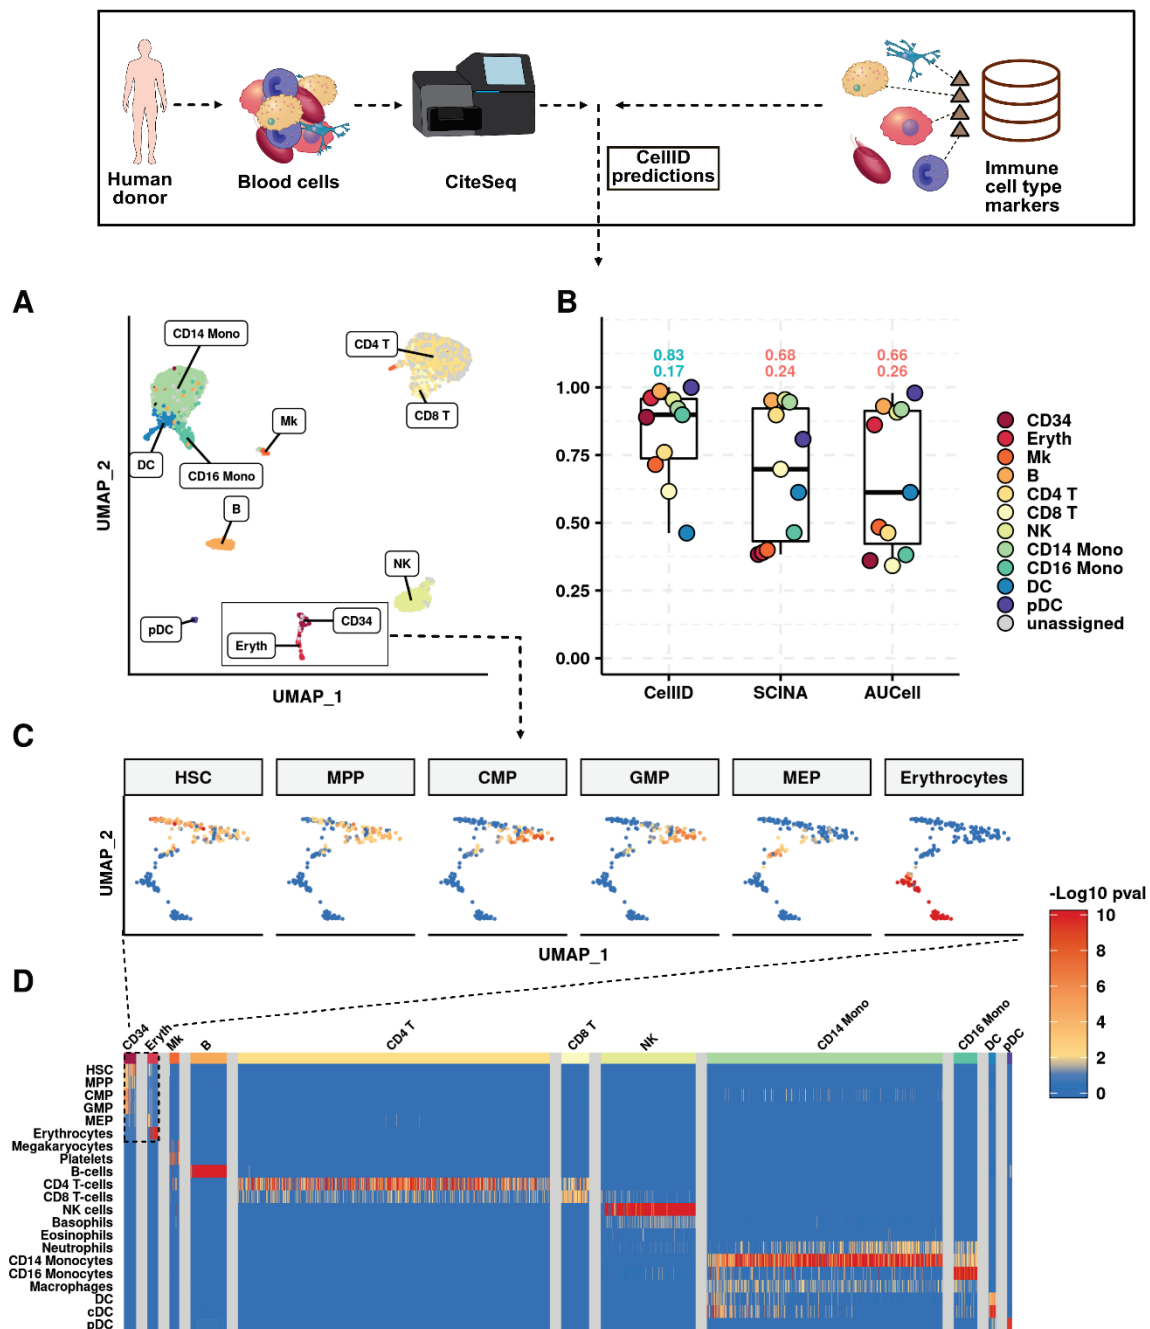 Human
donor
Blood cells
CiteSeq
CellID
predictions
Immune
cell type
markers
A
CD14 Mono
CD4 T
CD8 T
Mk
DC
CD16 Mono
B
NK
pDC
CD34
Eryth
UMAP_2
UMAP_1
B
0.83
0.17
0.68
0.24
0.66
0.26
1.00
0.75
0.50
0.25
0.00
CellID
SCINA
AUCell
CD34
Eryth
Mk
B
CD4 T
CD8 T
NK
CD14 Mono
CD16 Mono
DC
pDC
unassigned
C
HSC
MPP
CMP
GMP
MEP
Erythrocytes
UMAP_2
UMAP_1
-Log10 pval
10
8
6
4
2
0
D
CD34
Eryth
Mk
B
CD4 T
CD8 T
NK
CD14 Mono
CD16 Mono
DC
pDC
HSC
MPP
CMP
GMP
MEP
Erythrocytes
Megakaryocytes
Platelets
B-cells
CD4 T-cells
CD8 T-cells
NK cells
Basophils
Eosinophils
Neutrophils
CD14 Monocytes
CD16 Monocytes
Macrophages
DC
cDC
pDC